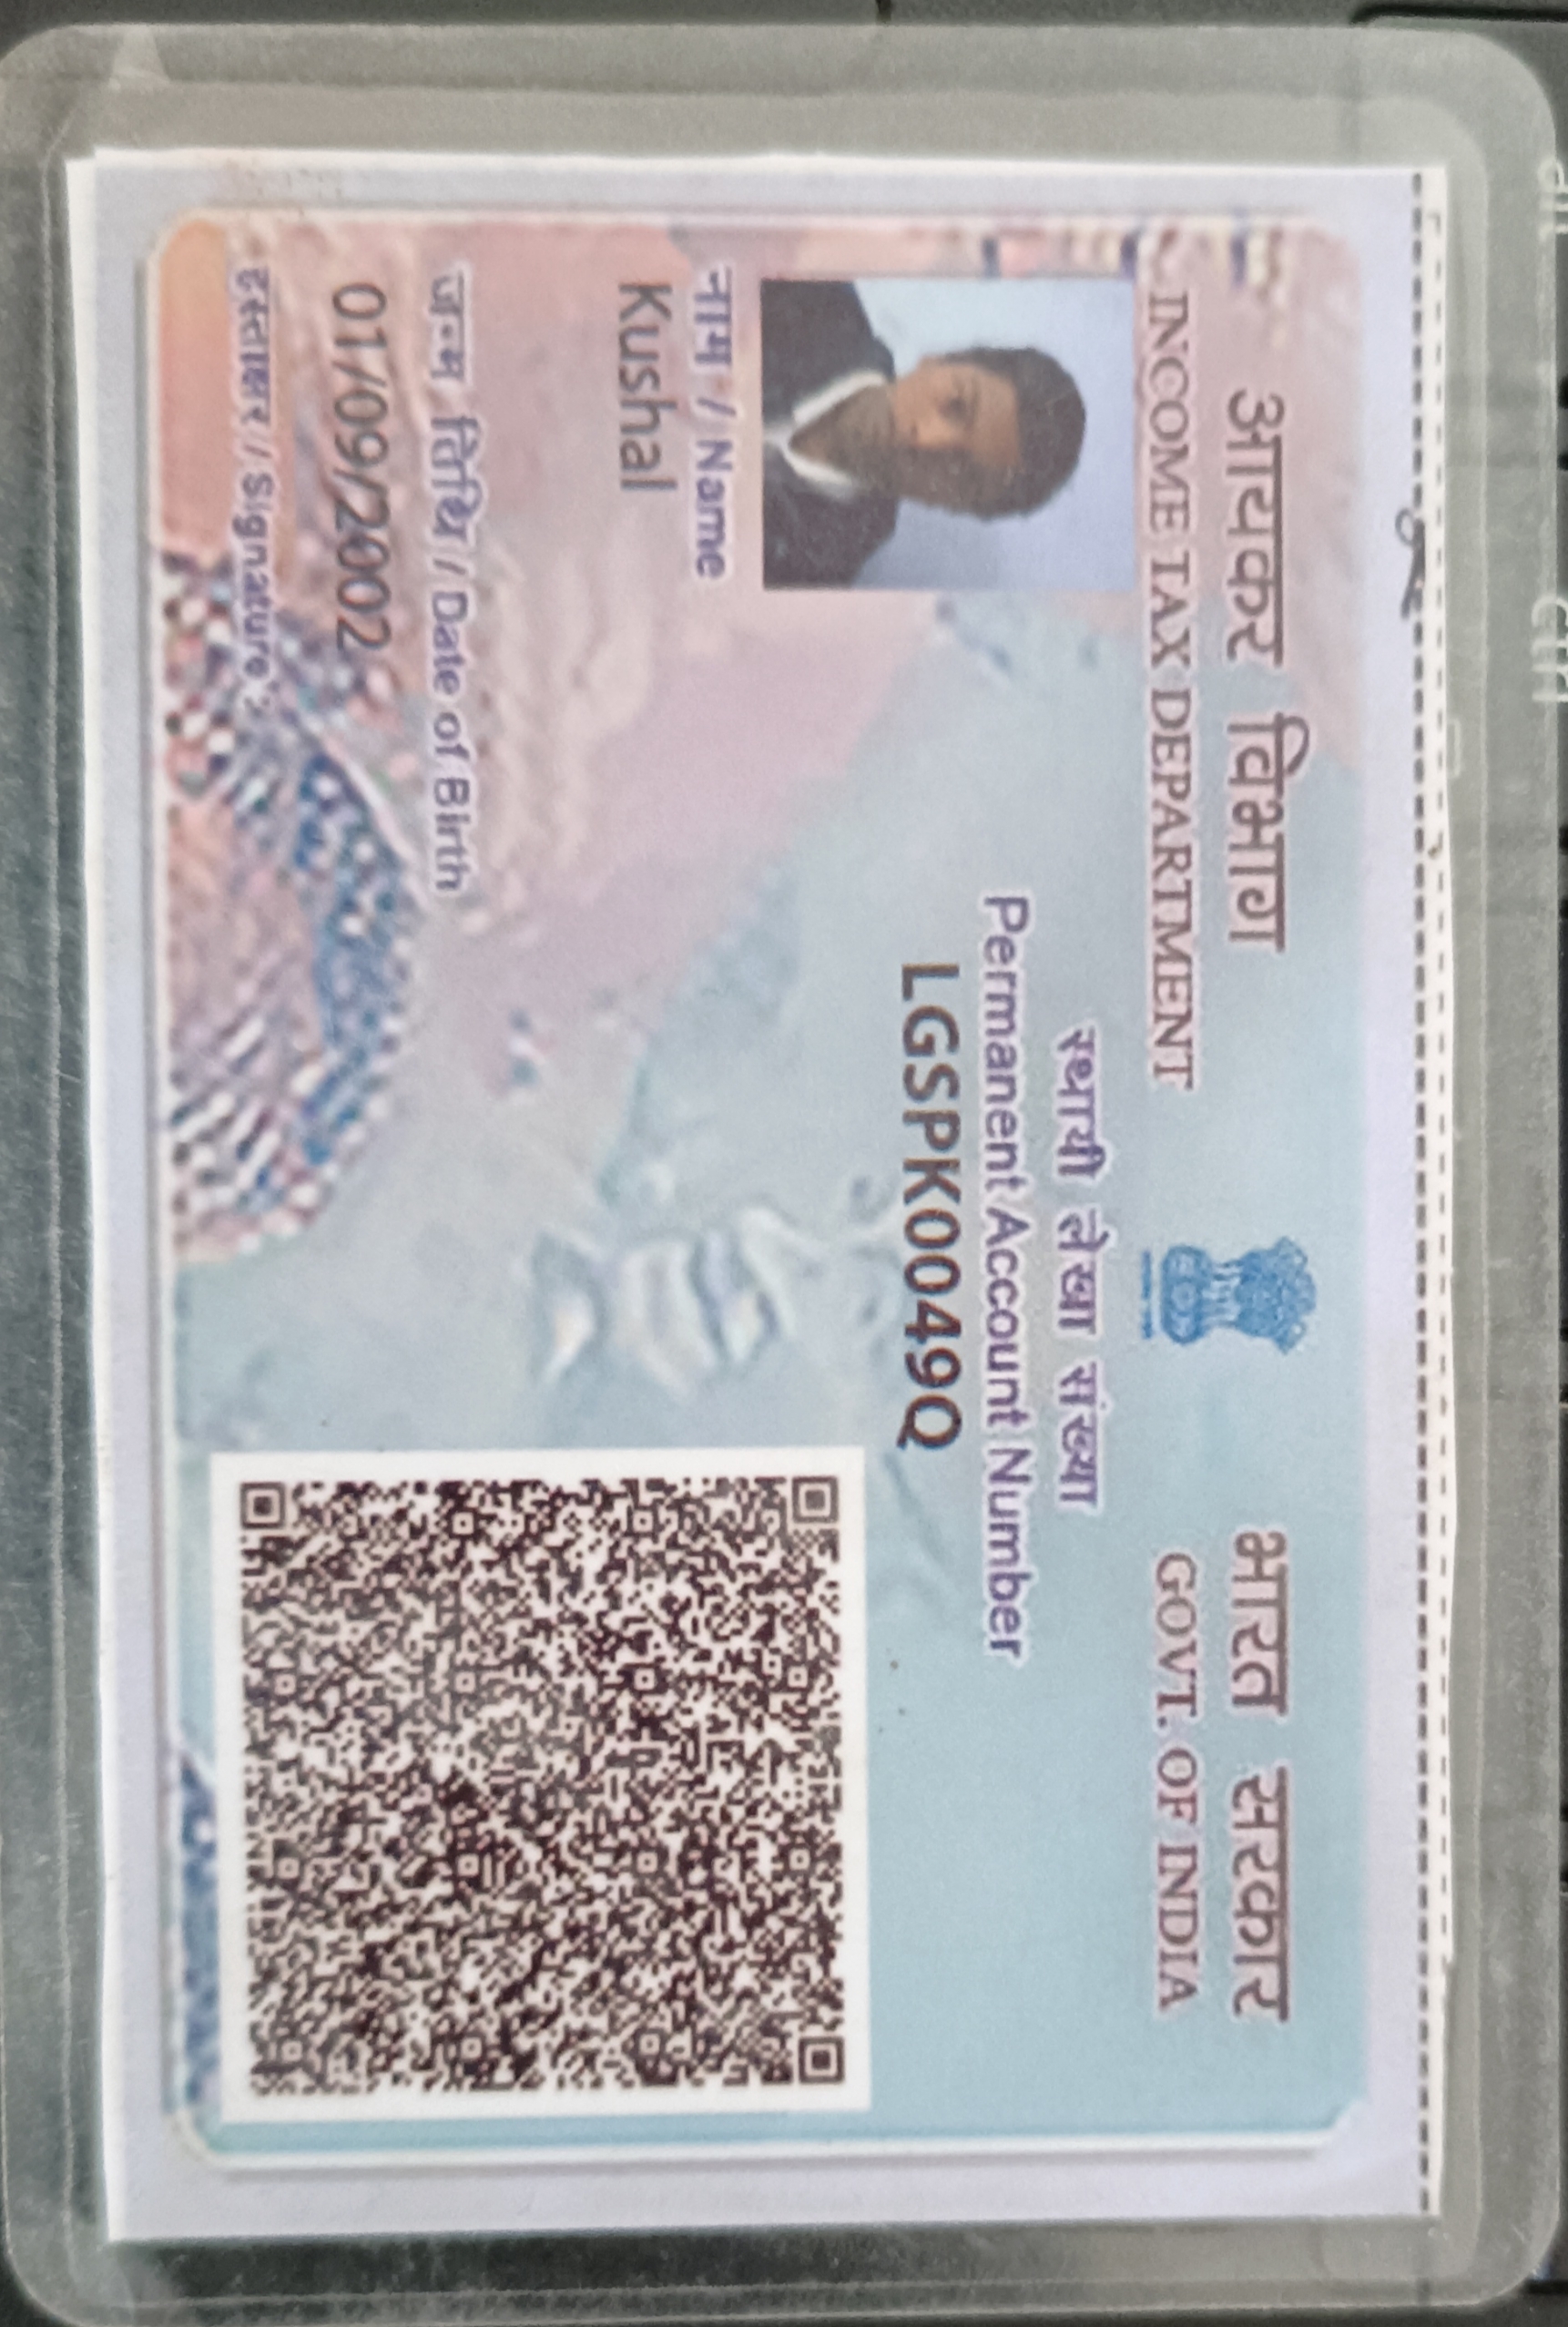 आयकर विभाग
INCOME TAX DEPARTMENT
भारत सरकार
GOVT. OF INDIA
स्थायी लेखा संख्या
Permanent Account Number
LGSPK0049Q
नाम / Name
Kushal
जन्म तिथि / Date of Birth
01/09/2002
हस्ताक्षर / Signature :
ctrl